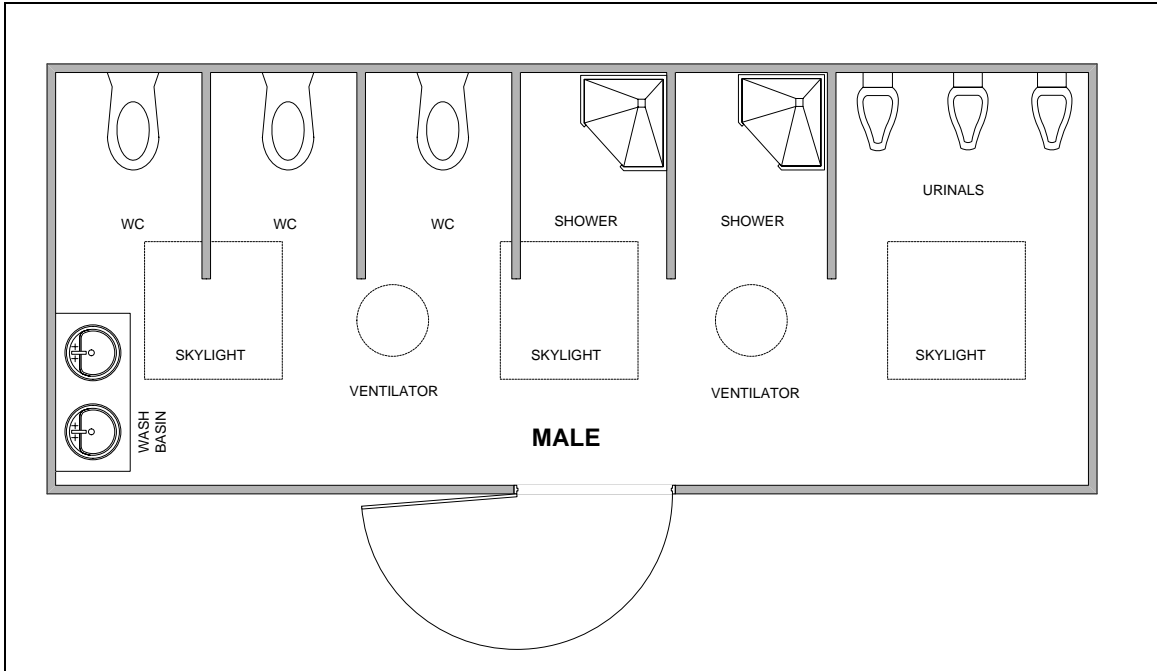 URINALS
WC
WC
WC
SHOWER
SHOWER
SKYLIGHT
SKYLIGHT
SKYLIGHT
VENTILATOR
VENTILATOR
WASH
BASIN
MALE